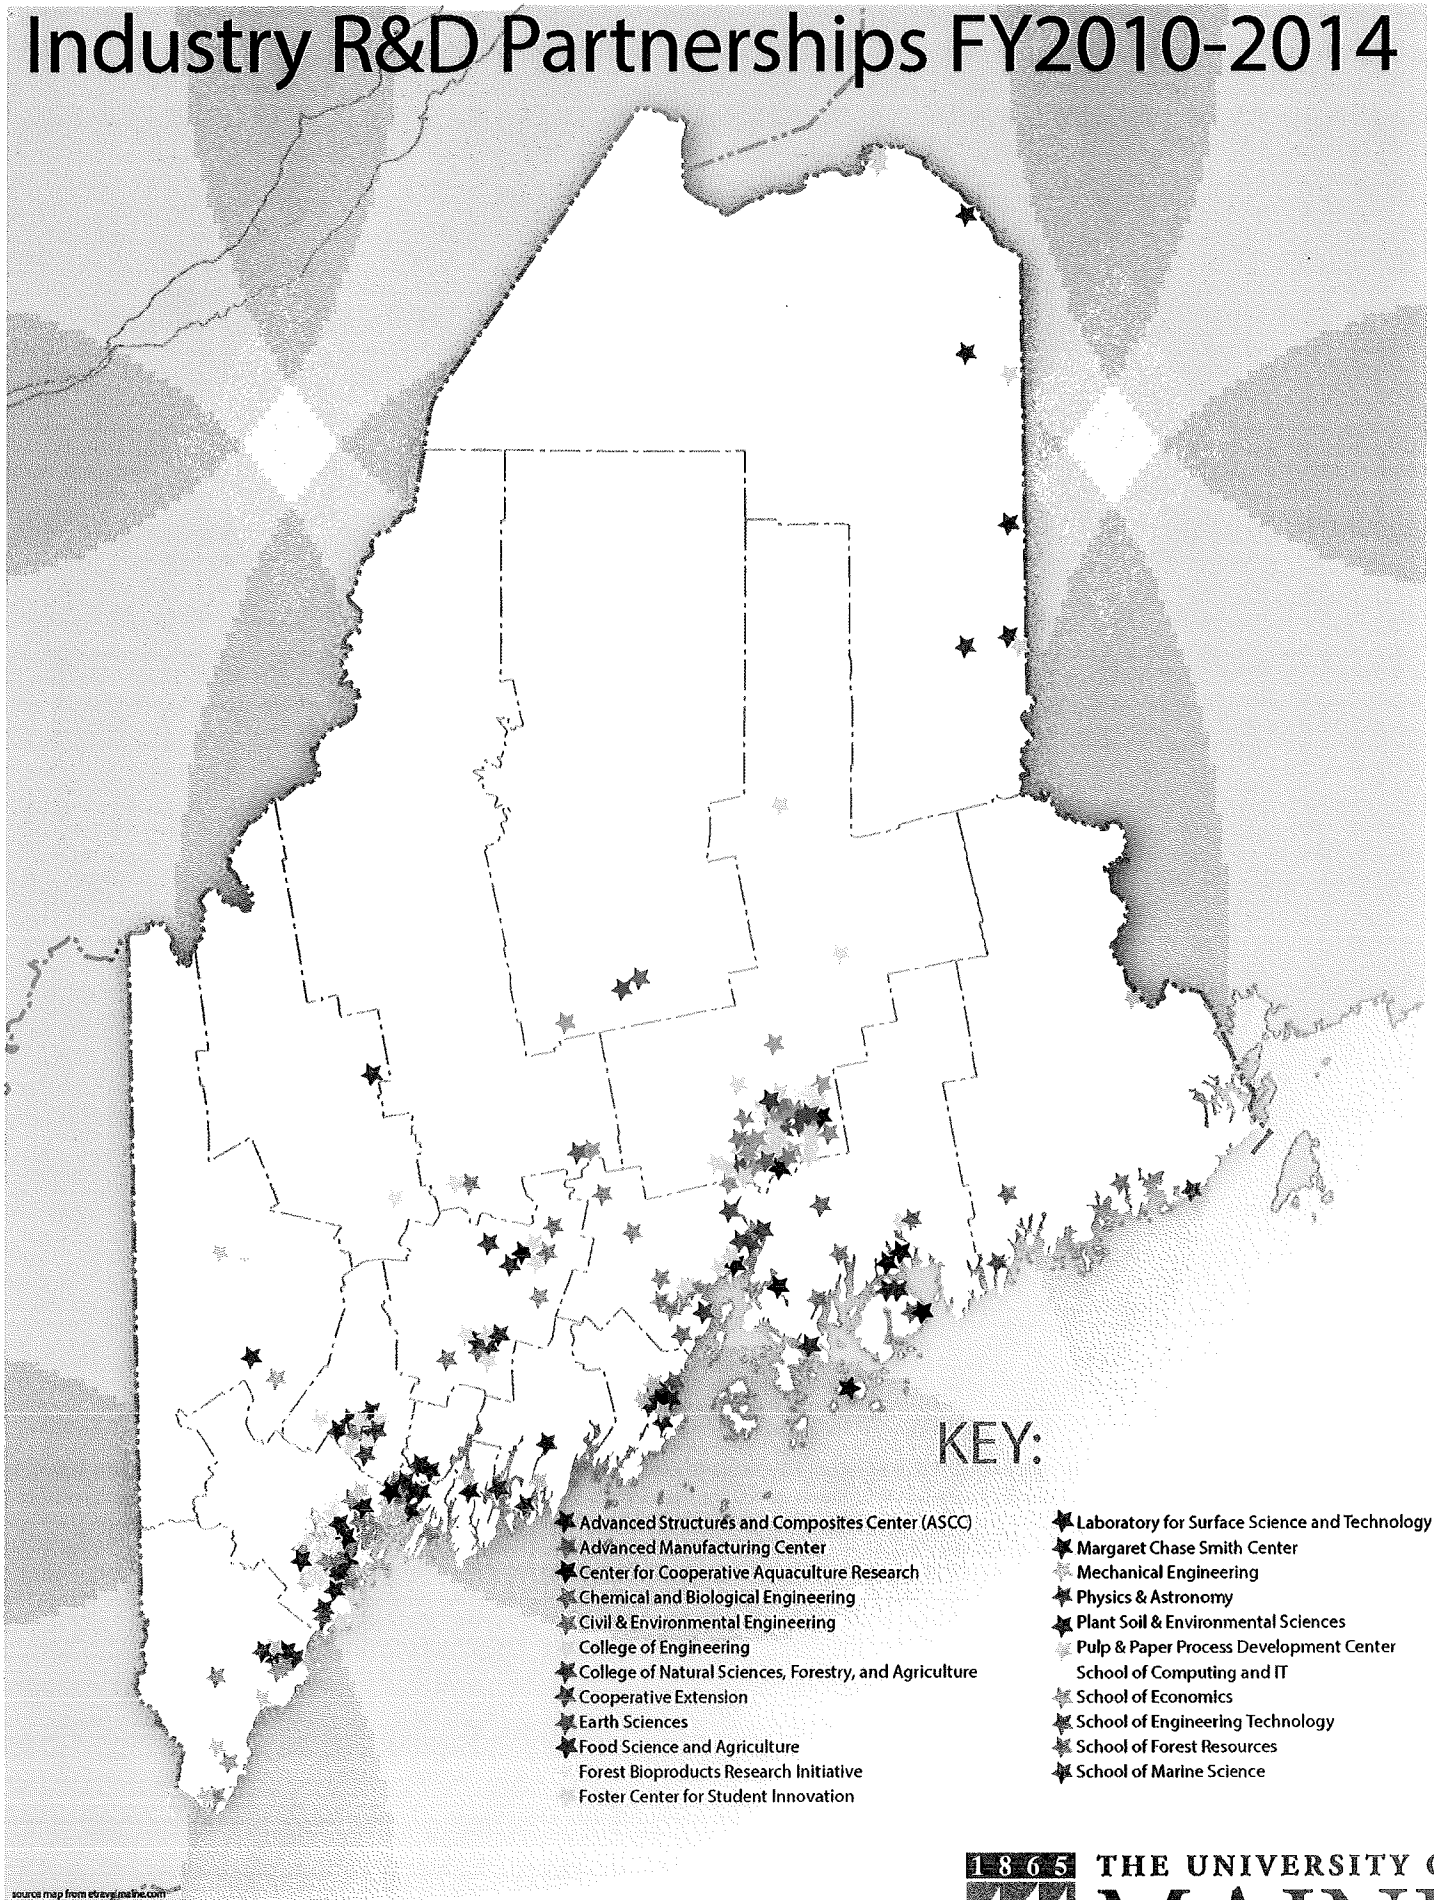 Industry R&D Partnerships FY2010-2014
KEY:
Advanced Structures and Composites Center (ASCC)
Advanced Manufacturing Center
Center for Cooperative Aquaculture Research
Chemical and Biological Engineering
Civil & Environmental Engineering
College of Engineering
College of Natural Sciences, Forestry, and Agriculture
Cooperative Extension
Earth Sciences
Food Science and Agriculture
Forest Bioproducts Research Initiative
Foster Center for Student Innovation
Laboratory for Surface Science and Technology
Margaret Chase Smith Center
Mechanical Engineering
Physics & Astronomy
Plant Soil & Environmental Sciences
Pulp & Paper Process Development Center
School of Computing and IT
School of Economics
School of Engineering Technology
School of Forest Resources
School of Marine Science
1865 THE UNIVERSITY
source map from etravelmaine.com